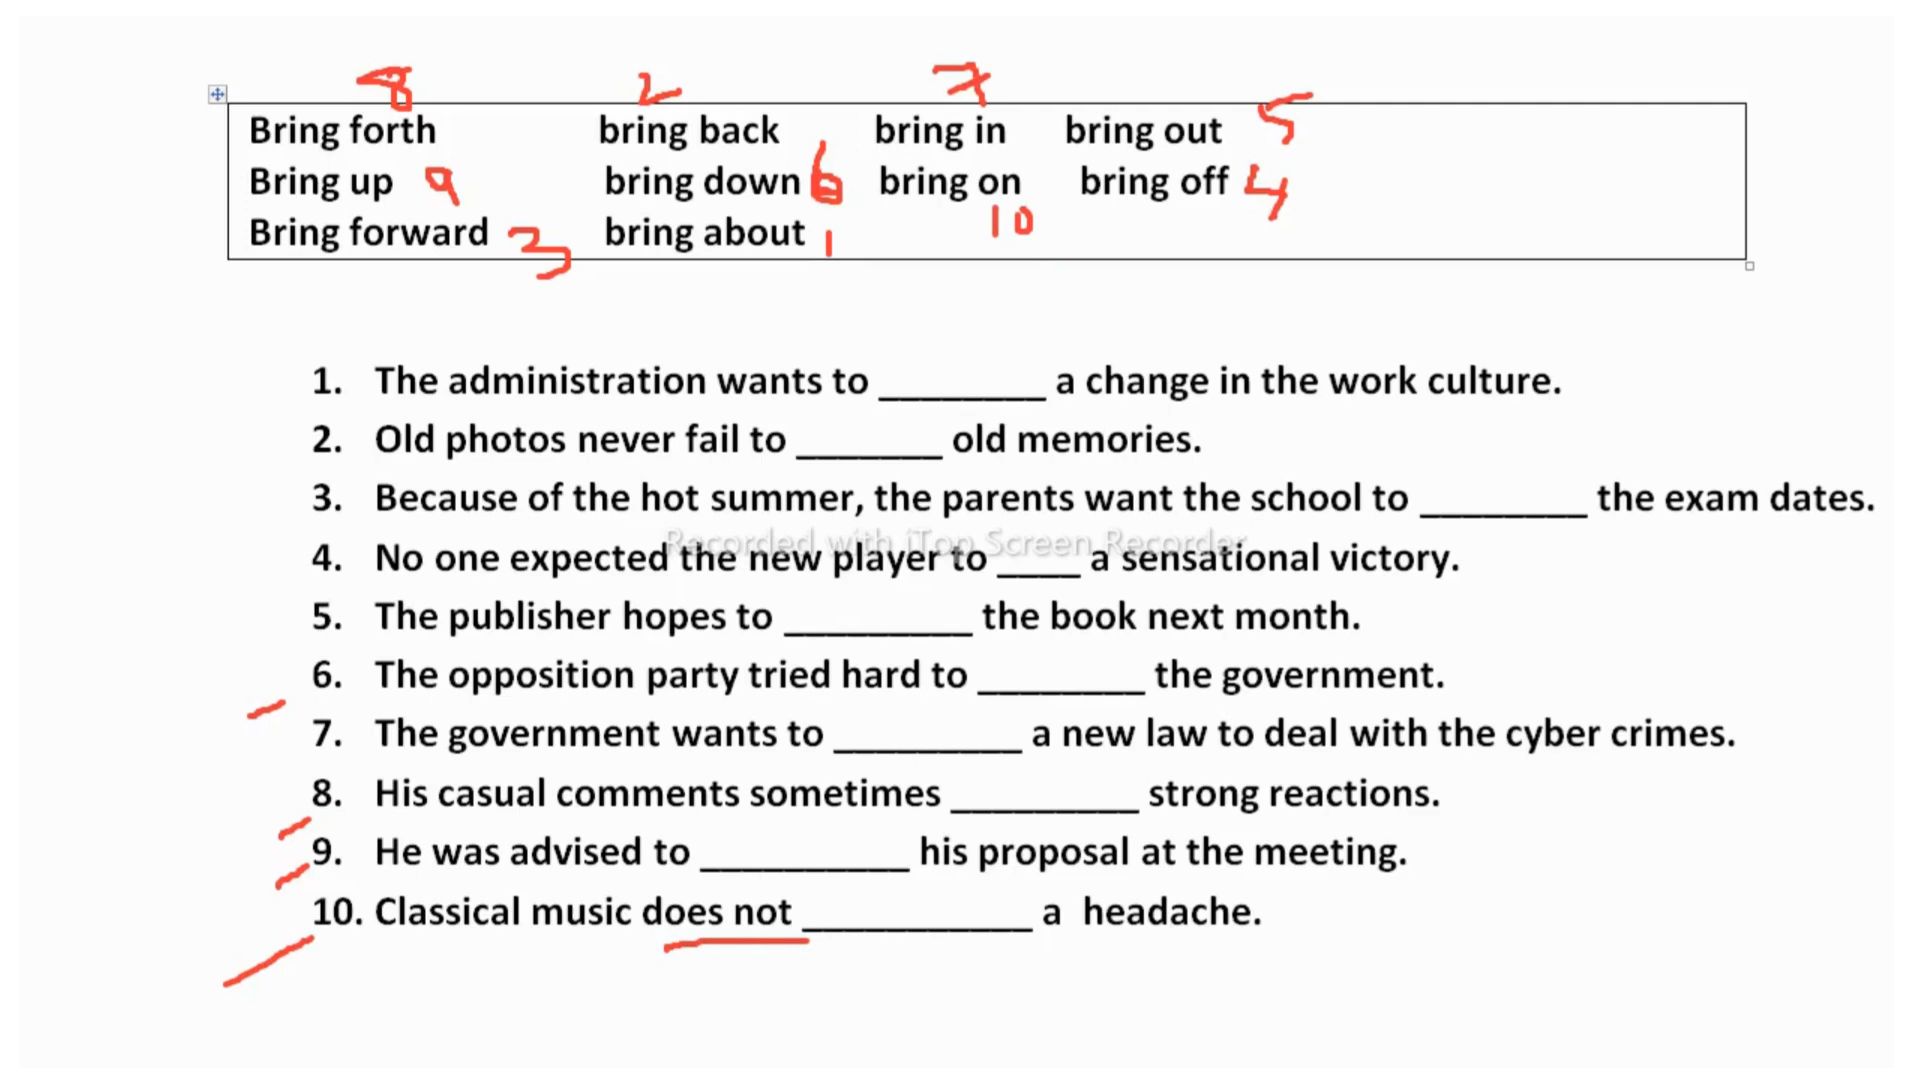 8 2 7
Bring forth bring back bring in bring out 5
Bring up 9 bring down 6 bring on bring off 4
10
Bring forward 3 bring about 1
1. The administration wants to ________ a change in the work culture.
2. Old photos never fail to _______ old memories.
3. Because of the hot summer, the parents want the school to ________ the exam dates.
Recorded with iTop Screen Recorder
4. No one expected the new player to ____ a sensational victory.
5. The publisher hopes to _________ the book next month.
6. The opposition party tried hard to ________ the government.
7. The government wants to _________ a new law to deal with the cyber crimes.
8. His casual comments sometimes _________ strong reactions.
9. He was advised to __________ his proposal at the meeting.
10. Classical music does not ___________ a headache.